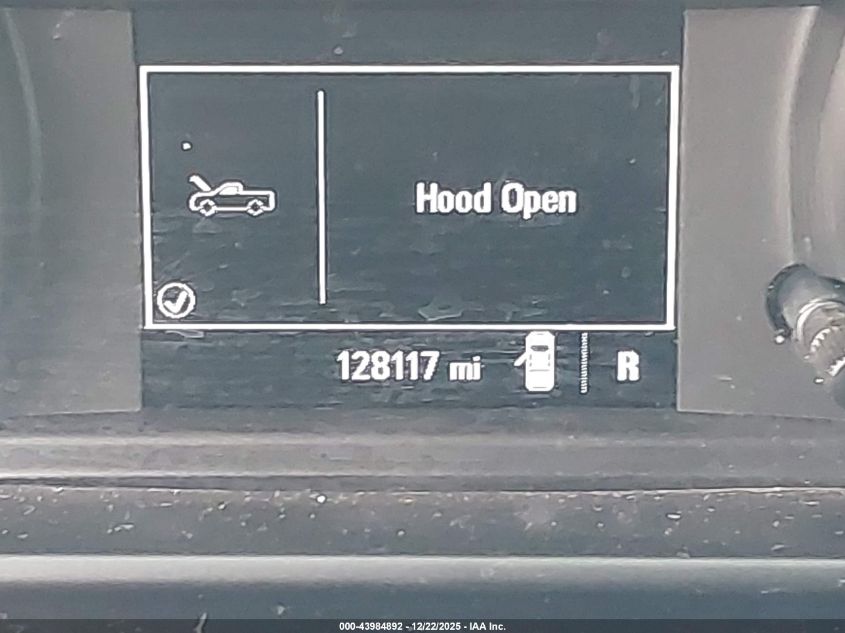 Hood Open
128117 mi
R
000-43984892 - 12/22/2025 - IAA Inc.